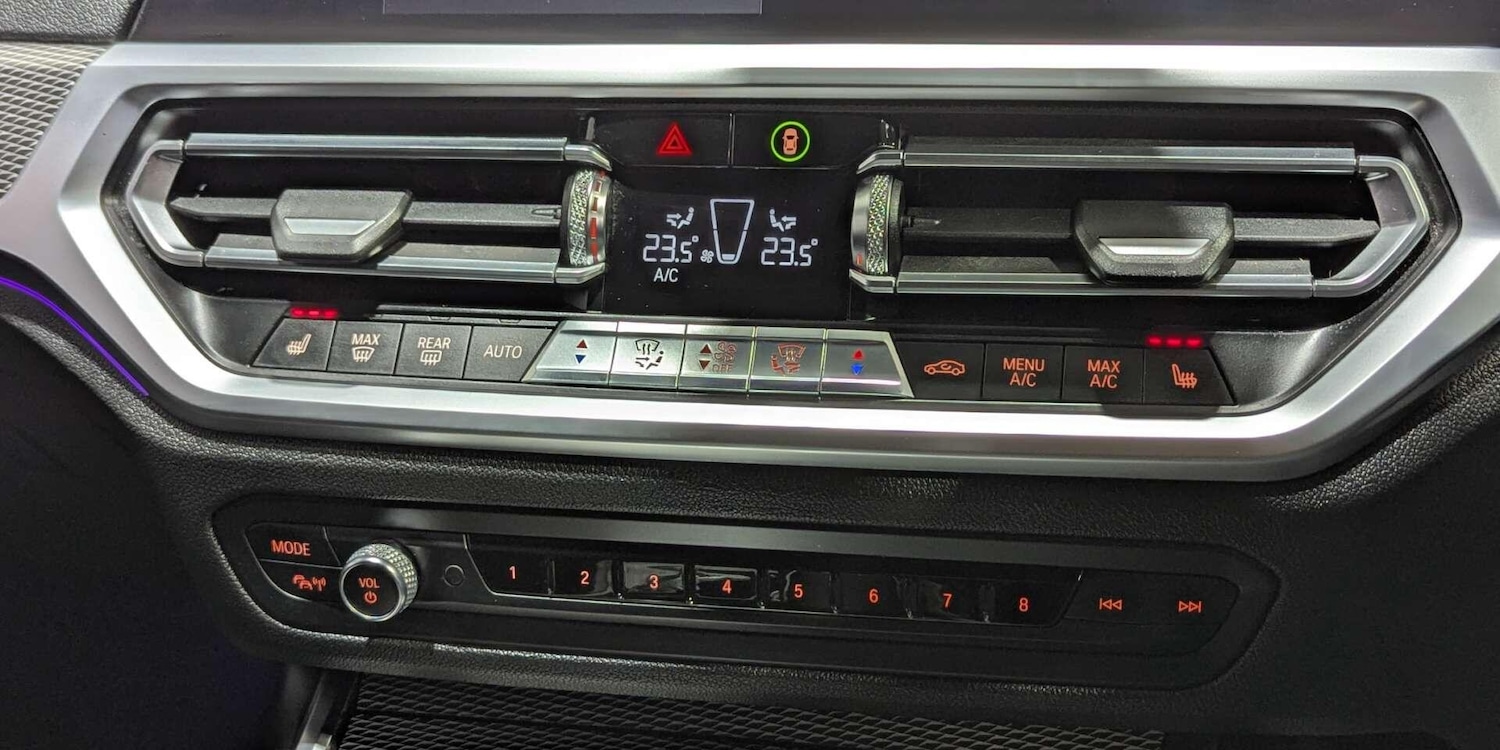 23.5° 23.5°
A/C
MAX
REAR
AUTO
OFF
MENU
A/C
MAX
A/C
MODE
VOL
1 2 3 4 5 6 7 8